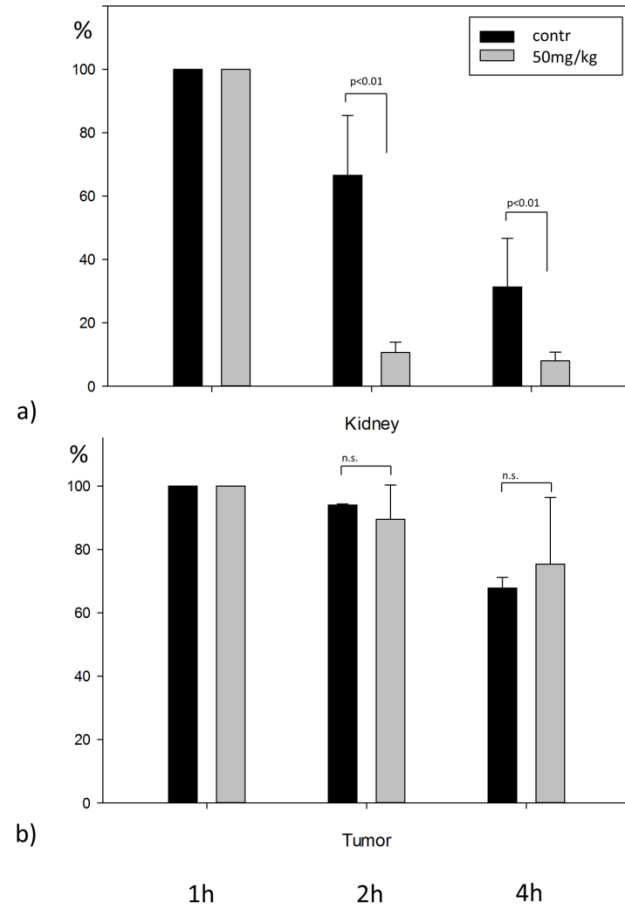 %
contr
50mg/kg
100
80
60
40
20
0
p<0.01
p<0.01
a)
Kidney
%
100
80
60
40
20
0
n.s.
n.s.
b)
Tumor
1h 2h 4h